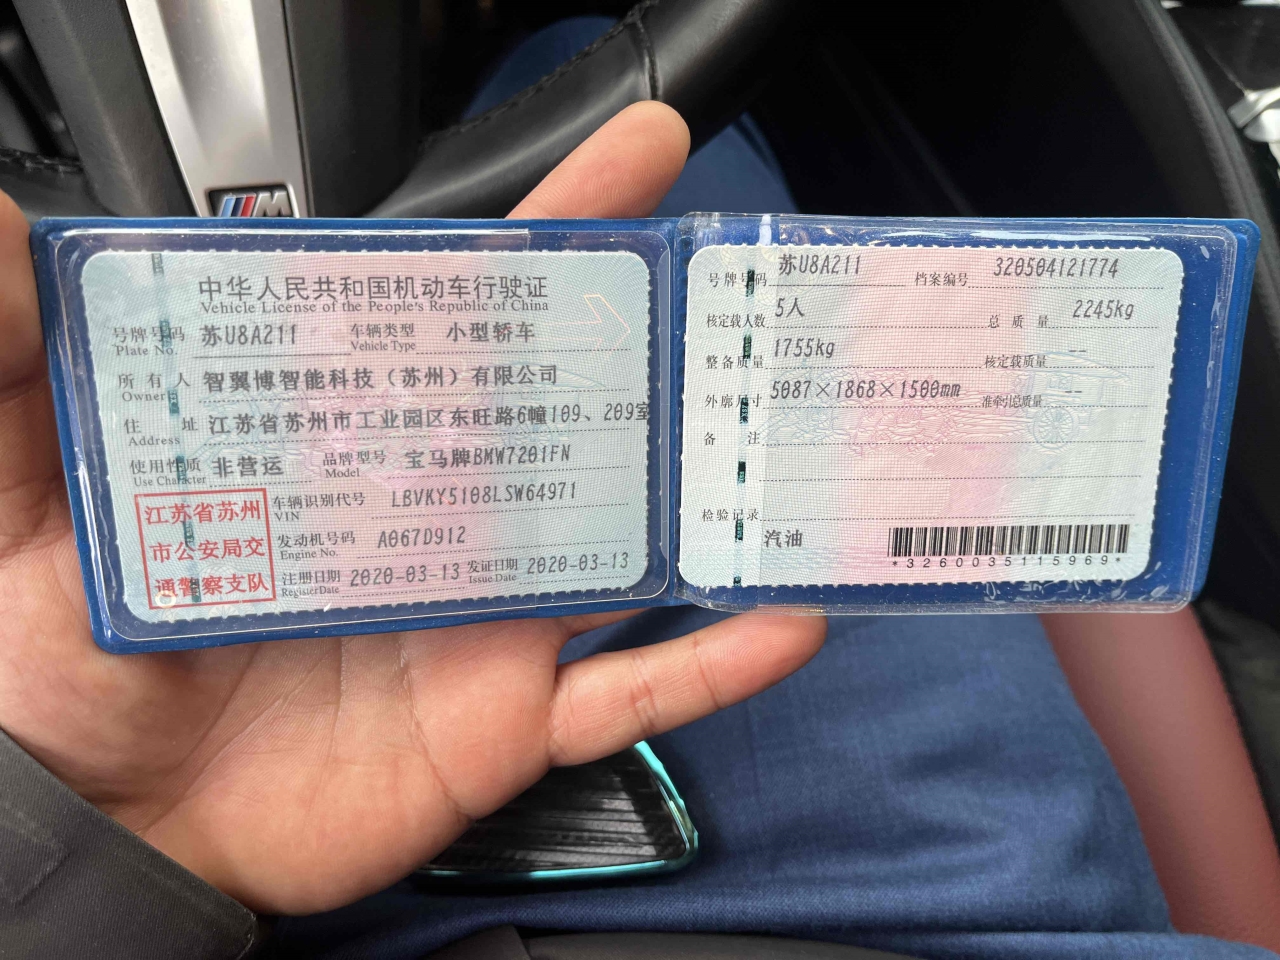 M
中华人民共和国机动车行驶证
Vehicle License of the People's Republic of China
号牌号码 苏U8A211 车辆类型 小型轿车
Plate No. Vehicle Type
所有人 智翼博智能科技（苏州）有限公司
Owner
住址 江苏省苏州市工业园区东旺路6幢109、209室
Address
使用性质 非营运 品牌型号 宝马牌BMW7201FN
Use Character Model
江苏省苏州
市公安局交
通警察支队
车辆识别代号 LBVKY5108LSW64971
VIN
发动机号码 A067D912
Engine No.
注册日期 2020-03-13 发证日期 2020-03-13
Register Date Issue Date
号牌号码 苏U8A211 档案编号 320504121774
核定载人数 5人 总质量 2245kg
整备质量 1755kg 核定载质量 --
外廓尺寸 5087×1868×1500mm 准牵引总质量 --
备注
检验记录
汽油
*3260035115969*